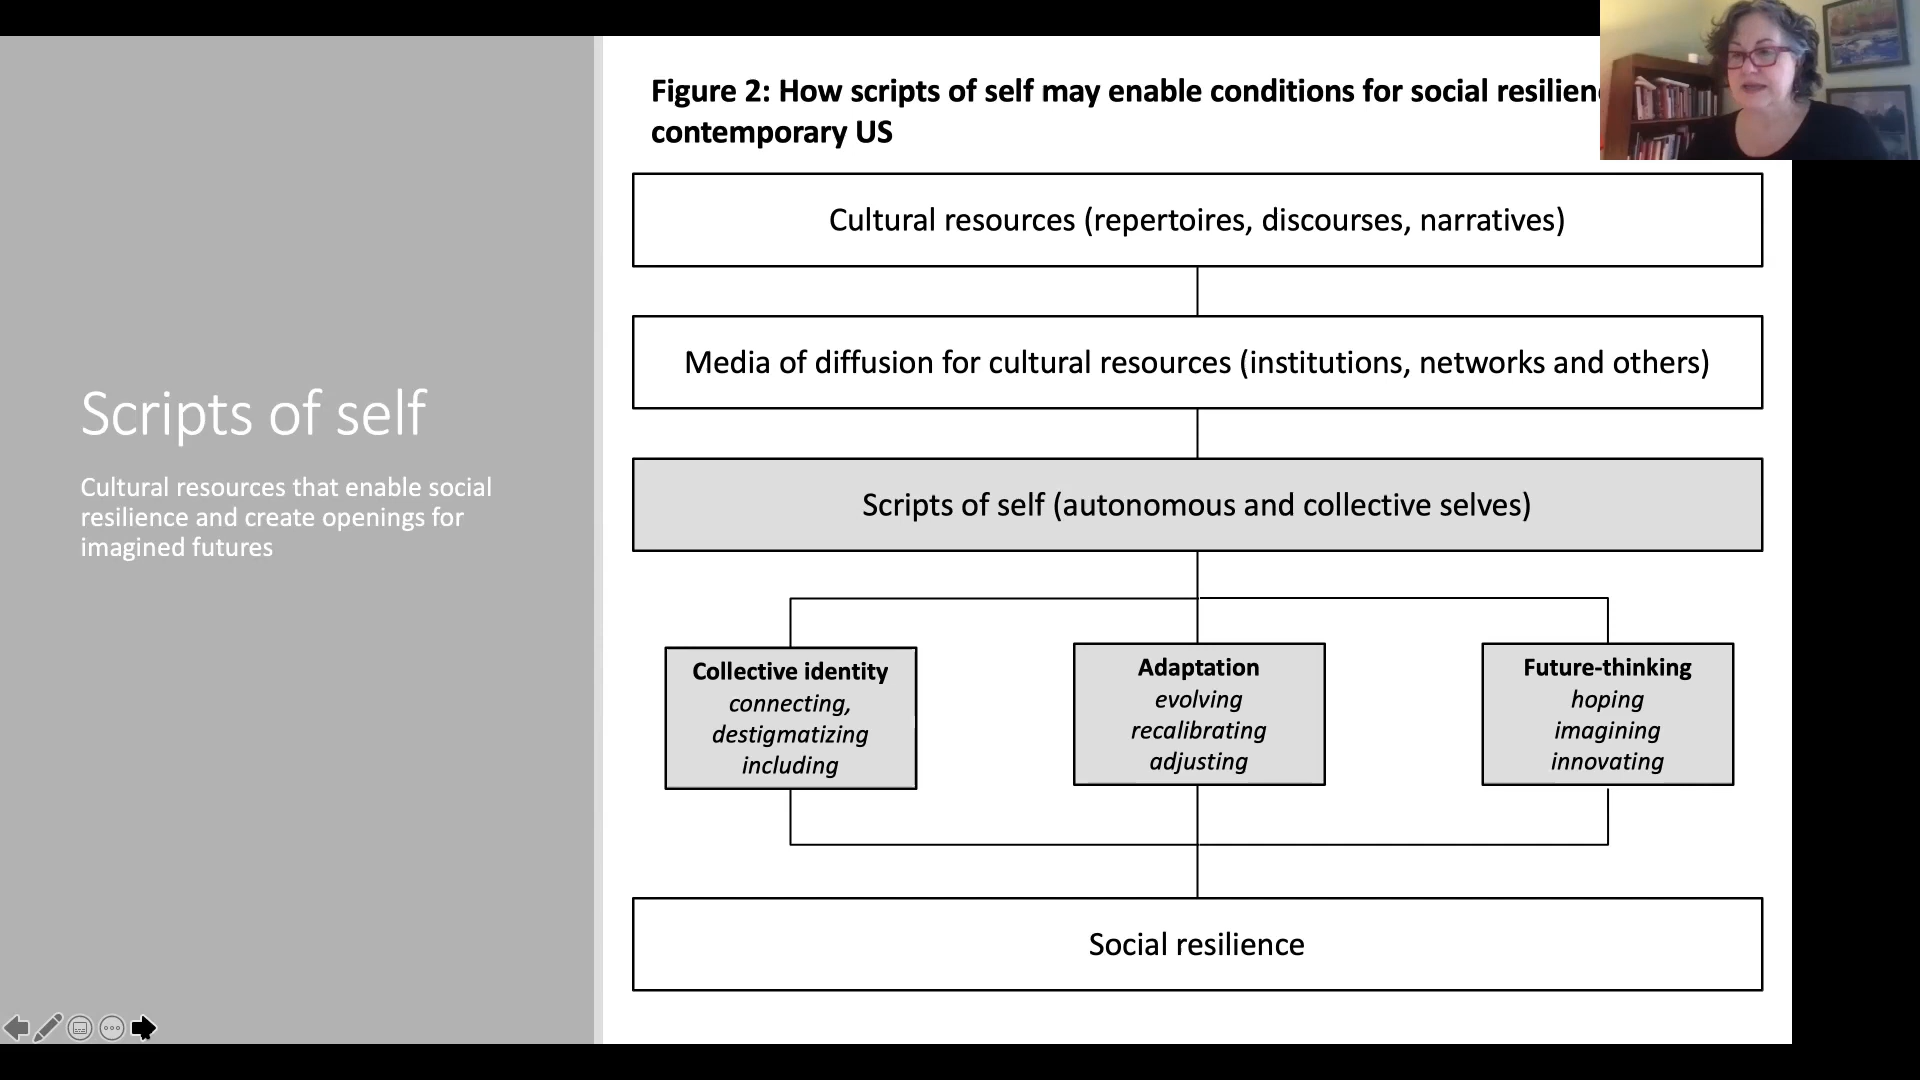 Scripts of self
Cultural resources that enable social
resilience and create openings for
imagined futures
Figure 2: How scripts of self may enable conditions for social
contemporary US
Cultural resources (repertoires, discourses, narratives)
Media of diffusion for cultural resources (institutions, networks and others)
Scripts of self (autonomous and collective selves)
Collective identity
connecting,
destigmatizing
including
Adaptation
evolving
recalibrating
adjusting
Future-thinking
hoping
imagining
innovating
Social resilience